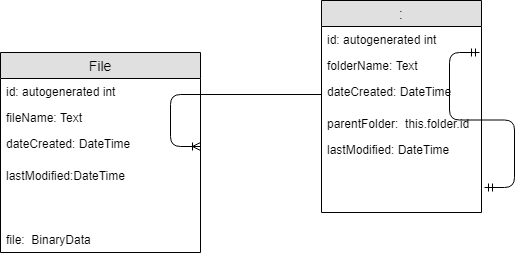 File
id: autogenerated int
fileName: Text
dateCreated: DateTime
lastModified:DateTime
file:  BinaryData
:
id: autogenerated int
folderName: Text
dateCreated: DateTime
parentFolder:  this.folder.id
lastModified: DateTime